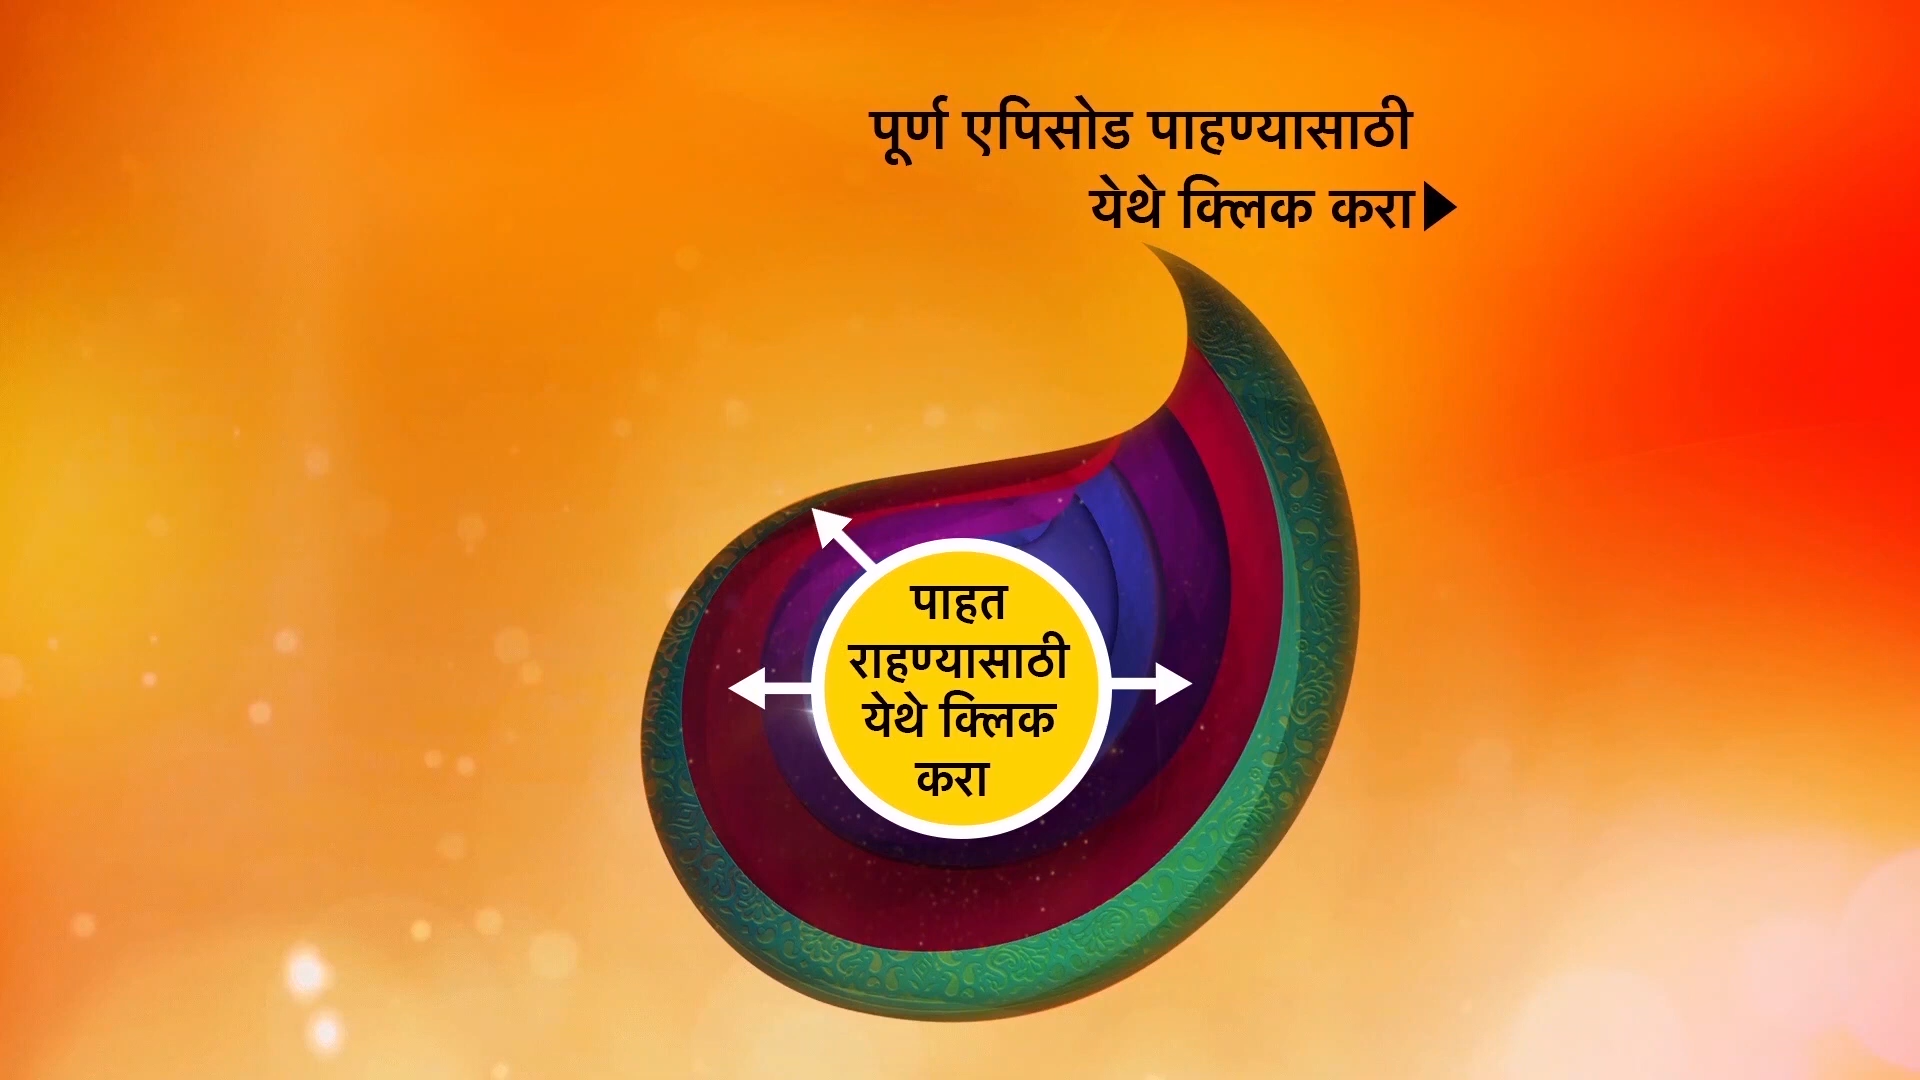 पूर्ण एपिसोड पाहण्यासाठी
येथे क्लिक करा
पाहत
राहण्यासाठी
येथे क्लिक
करा